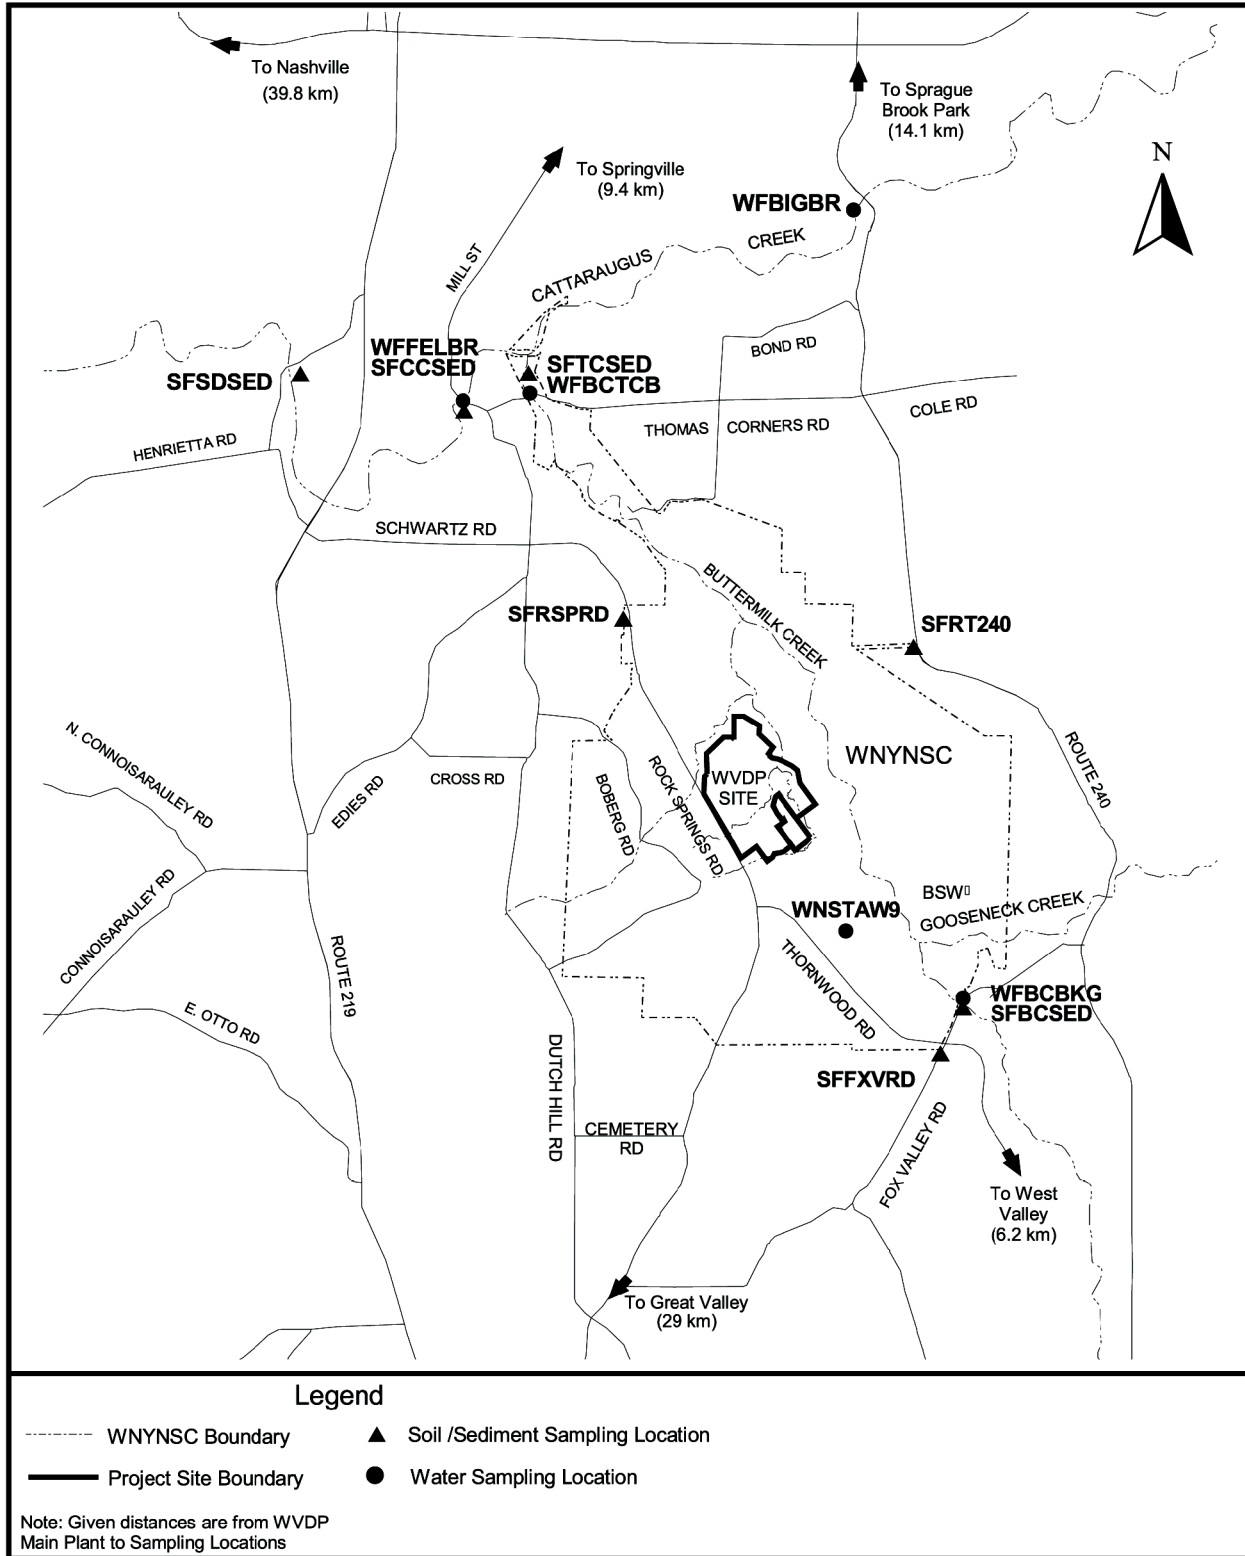 To Nashville
(39.8 km)
To Sprague
Brook Park
(14.1 km)
N
To Springville
(9.4 km)
WFBIGBR
MILL ST
CATTARAUGUS
CREEK
WFFELBR
SFCCSED
SFTCSED
WFBCTCB
BOND RD
SFSDSED
COLE RD
THOMAS
CORNERS RD
HENRIETTA RD
SCHWARTZ RD
BUTTERMILK CREEK
SFRSPRD
SFRT240
N. CONNOISARAULEY RD
EDIES RD
CROSS RD
BOBERG RD
ROCK SPRINGS RD
WVDP
SITE
WNYNSC
ROUTE 240
CONNOISARAULEY RD
BSW
GOOSENECK CREEK
WNSTAW9
ROUTE 219
THORNWOOD RD
WFBCBKG
SFBCSED
E. OTTO RD
DUTCH HILL RD
SFFXVRD
CEMETERY
RD
FOX VALLEY RD
To West
Valley
(6.2 km)
To Great Valley
(29 km)
Legend
WNYNSC Boundary
Soil /Sediment Sampling Location
Project Site Boundary
Water Sampling Location
Note: Given distances are from WVDP
Main Plant to Sampling Locations